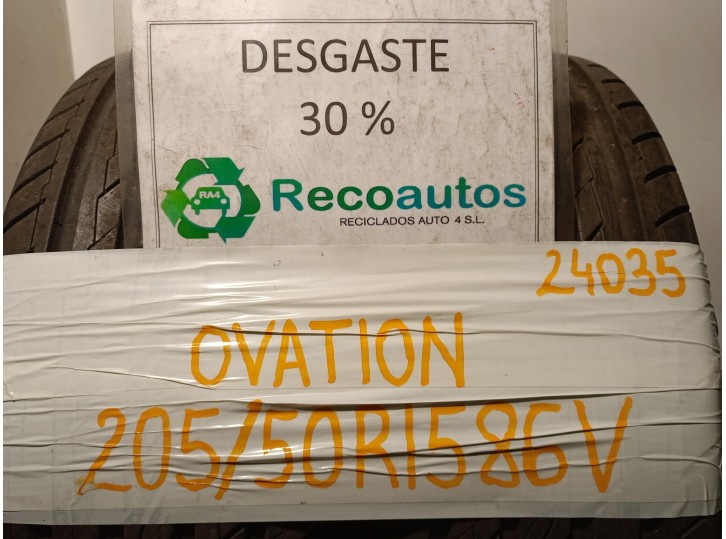 DESGASTE
30 %
RA4
Recoautos
RECICLADOS AUTO 4 S.L.
24035
OVATION
205/50R1586V